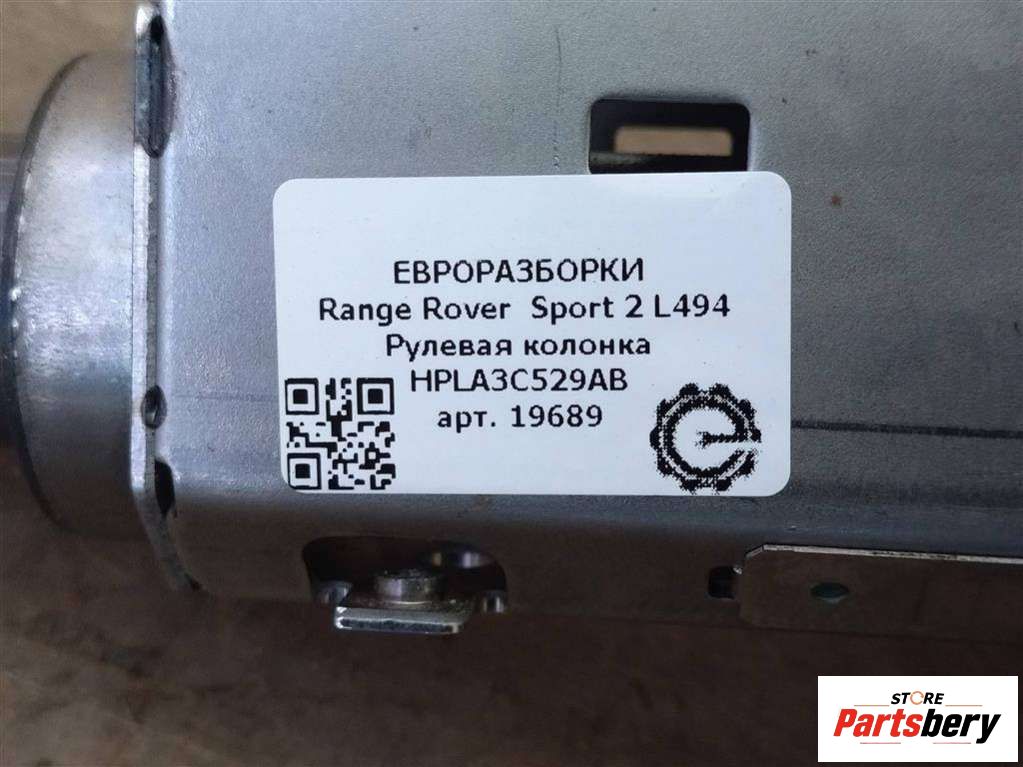 ЕВРОРАЗБОРКИ
Range Rover Sport 2 L494
Рулевая колонка
HPLA3C529AB
арт. 19689
STORE
Partsbery